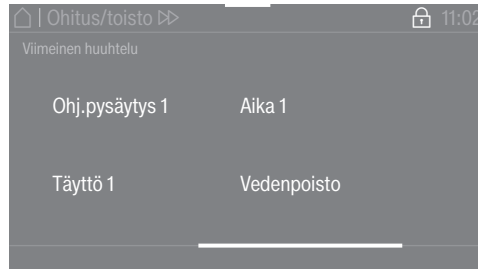 | Ohitus/toisto 11:02
Viimeinen huuhtelu
Ohj.pysäytys 1 Aika 1
Täyttö 1 Vedenpoisto